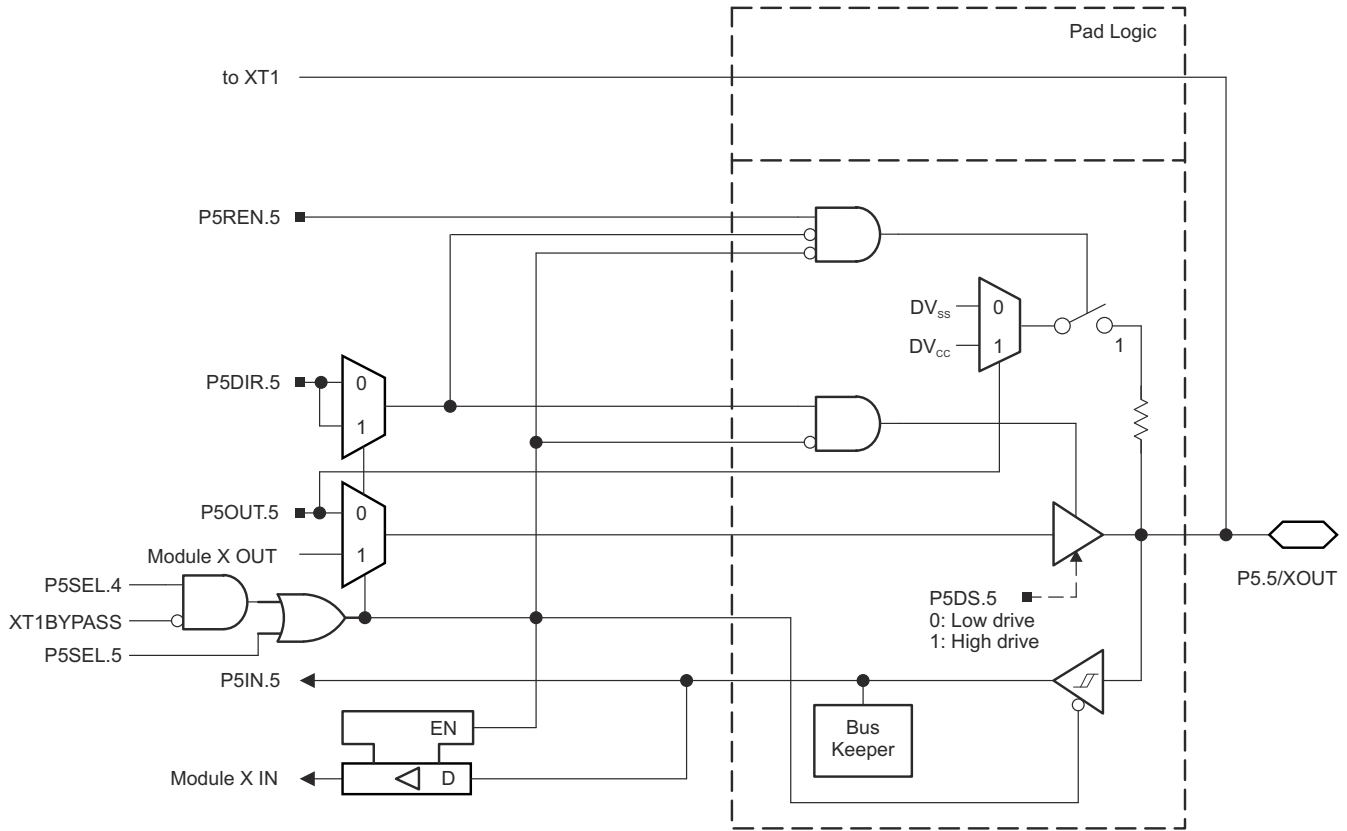 Pad Logic
to XT1
P5REN.5
DVSS
0
DVCC
1
1
P5DIR.5
0
1
P5OUT.5
0
Module X OUT
1
P5SEL.4
XT1BYPASS
P5SEL.5
P5DS.5
0: Low drive
1: High drive
P5.5/XOUT
P5IN.5
Bus
Keeper
EN
Module X IN
D